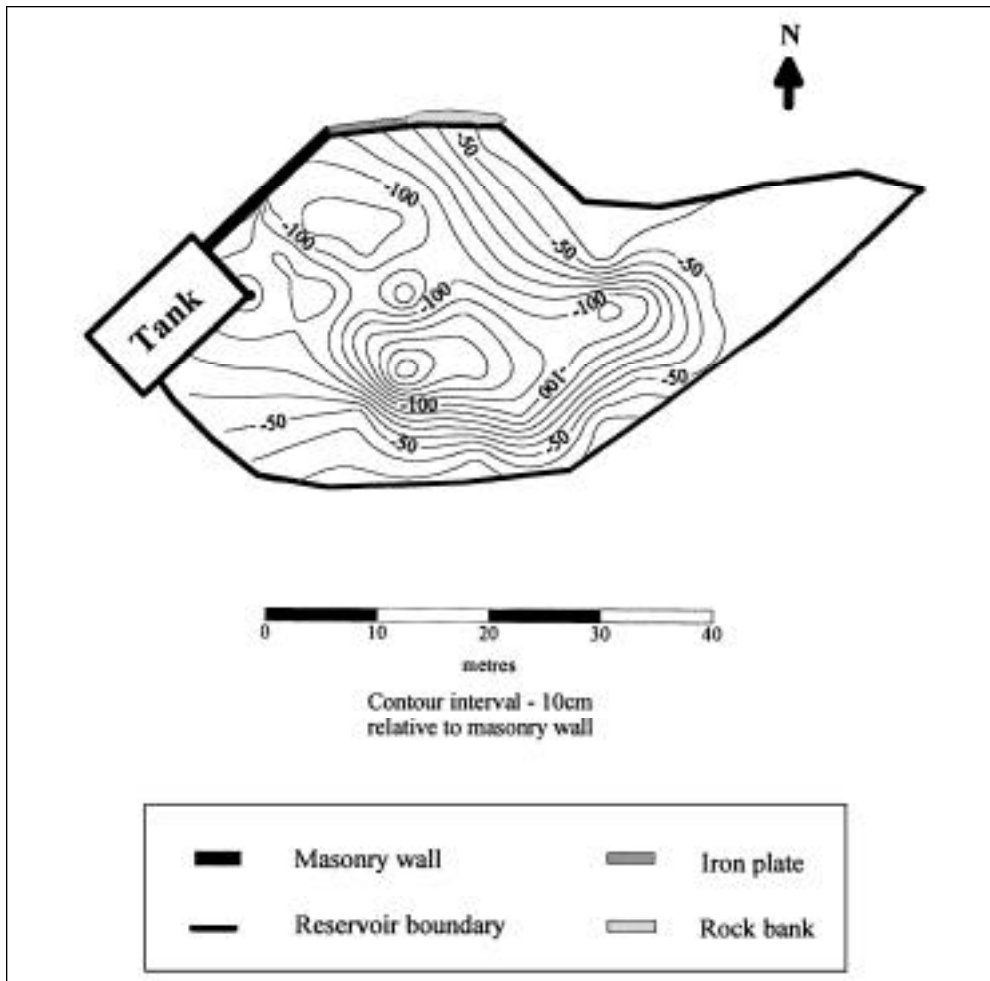 N
-50
-100
-100
-50
-50
-100
-100
Tank
-100
-50
-100
-50
-50
-50
0 10 20 30 40
metres
Contour interval - 10cm
relative to masonry wall
Masonry wall
Iron plate
Reservoir boundary
Rock bank